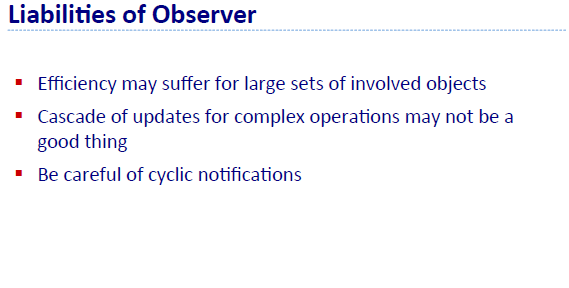 Liabilities of Observer
Efficiency may suffer for large sets of involved objects
Cascade of updates for complex operations may not be a
good thing
Be careful of cyclic notifications